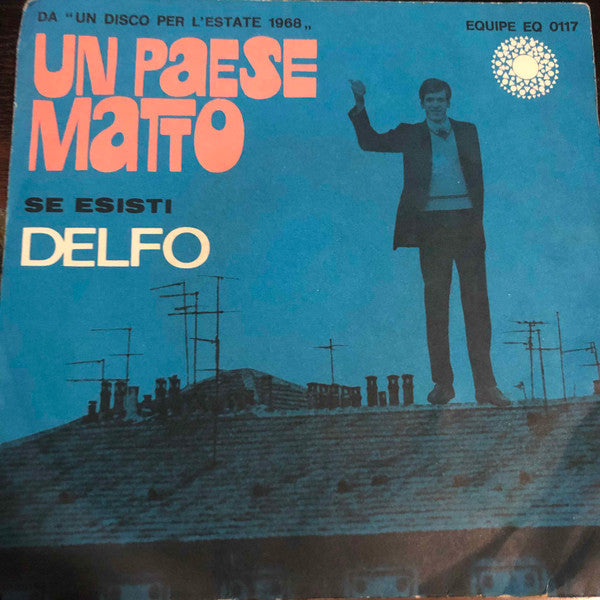 DA "UN DISCO PER L'ESTATE 1968„
EQUIPE EQ 0117
UN PAESE
MATTO
SE ESISTI
DELFO